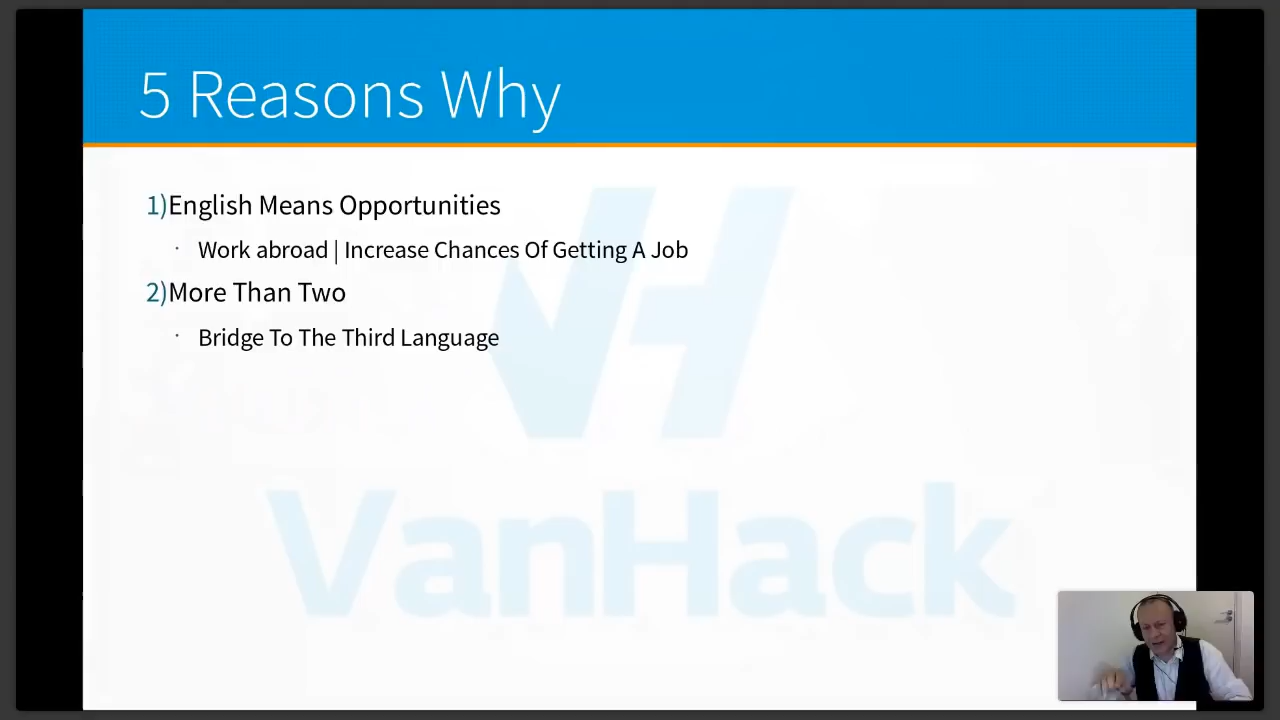 5 Reasons Why
1)English Means Opportunities
· Work abroad | Increase Chances Of Getting A Job
2)More Than Two
· Bridge To The Third Language
VH
VanHack